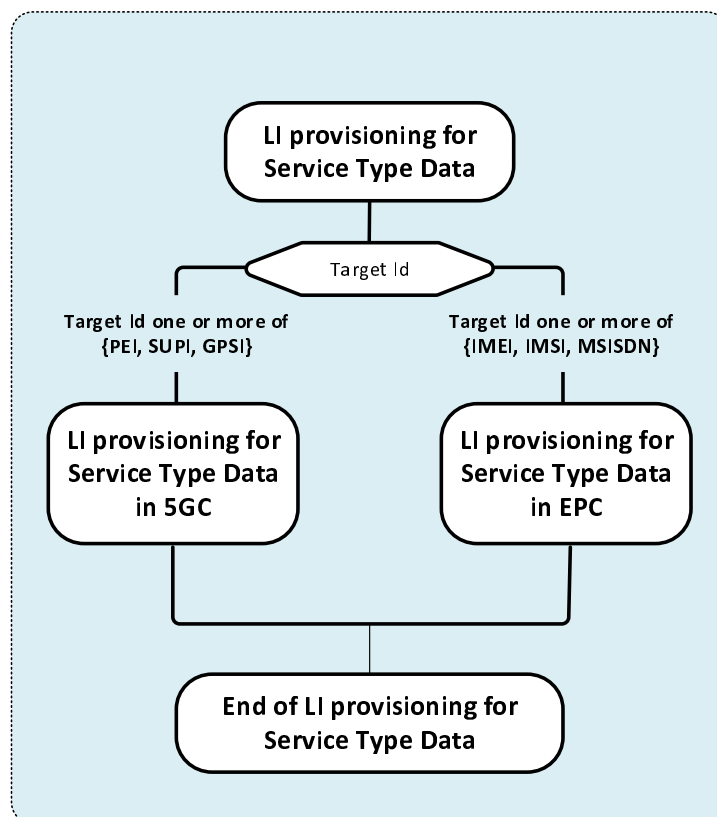 LI provisioning for
Service Type Data
Target Id
Target Id one or more of
{PEI, SUPI, GPSI}
Target Id one or more of
{IMEI, IMSI, MSISDN}
LI provisioning for
Service Type Data
in 5GC
LI provisioning for
Service Type Data
in EPC
End of LI provisioning for
Service Type Data